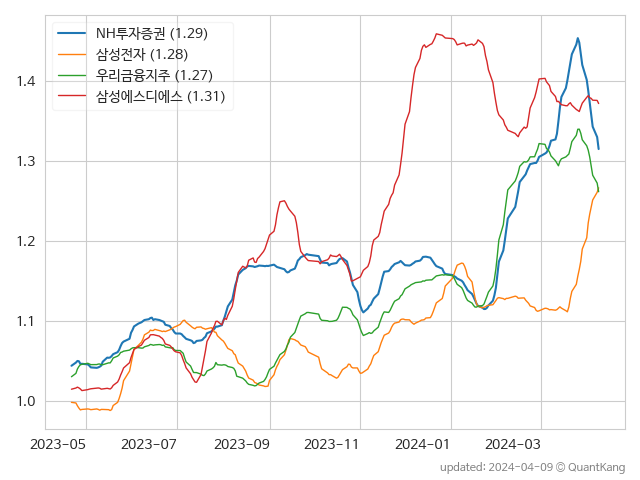 NH투자증권 (1.29)
삼성전자 (1.28)
우리금융지주 (1.27)
삼성에스디에스 (1.31)
1.4
1.3
1.2
1.1
1.0
2023-05 2023-07 2023-09 2023-11 2024-01 2024-03
updated: 2024-04-09 © QuantKang